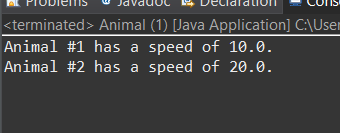 Problems @ Javadoc Declaration
<terminated> Animal (1) [Java Application] C:\User
Animal #1 has a speed of 10.0.
Animal #2 has a speed of 20.0.